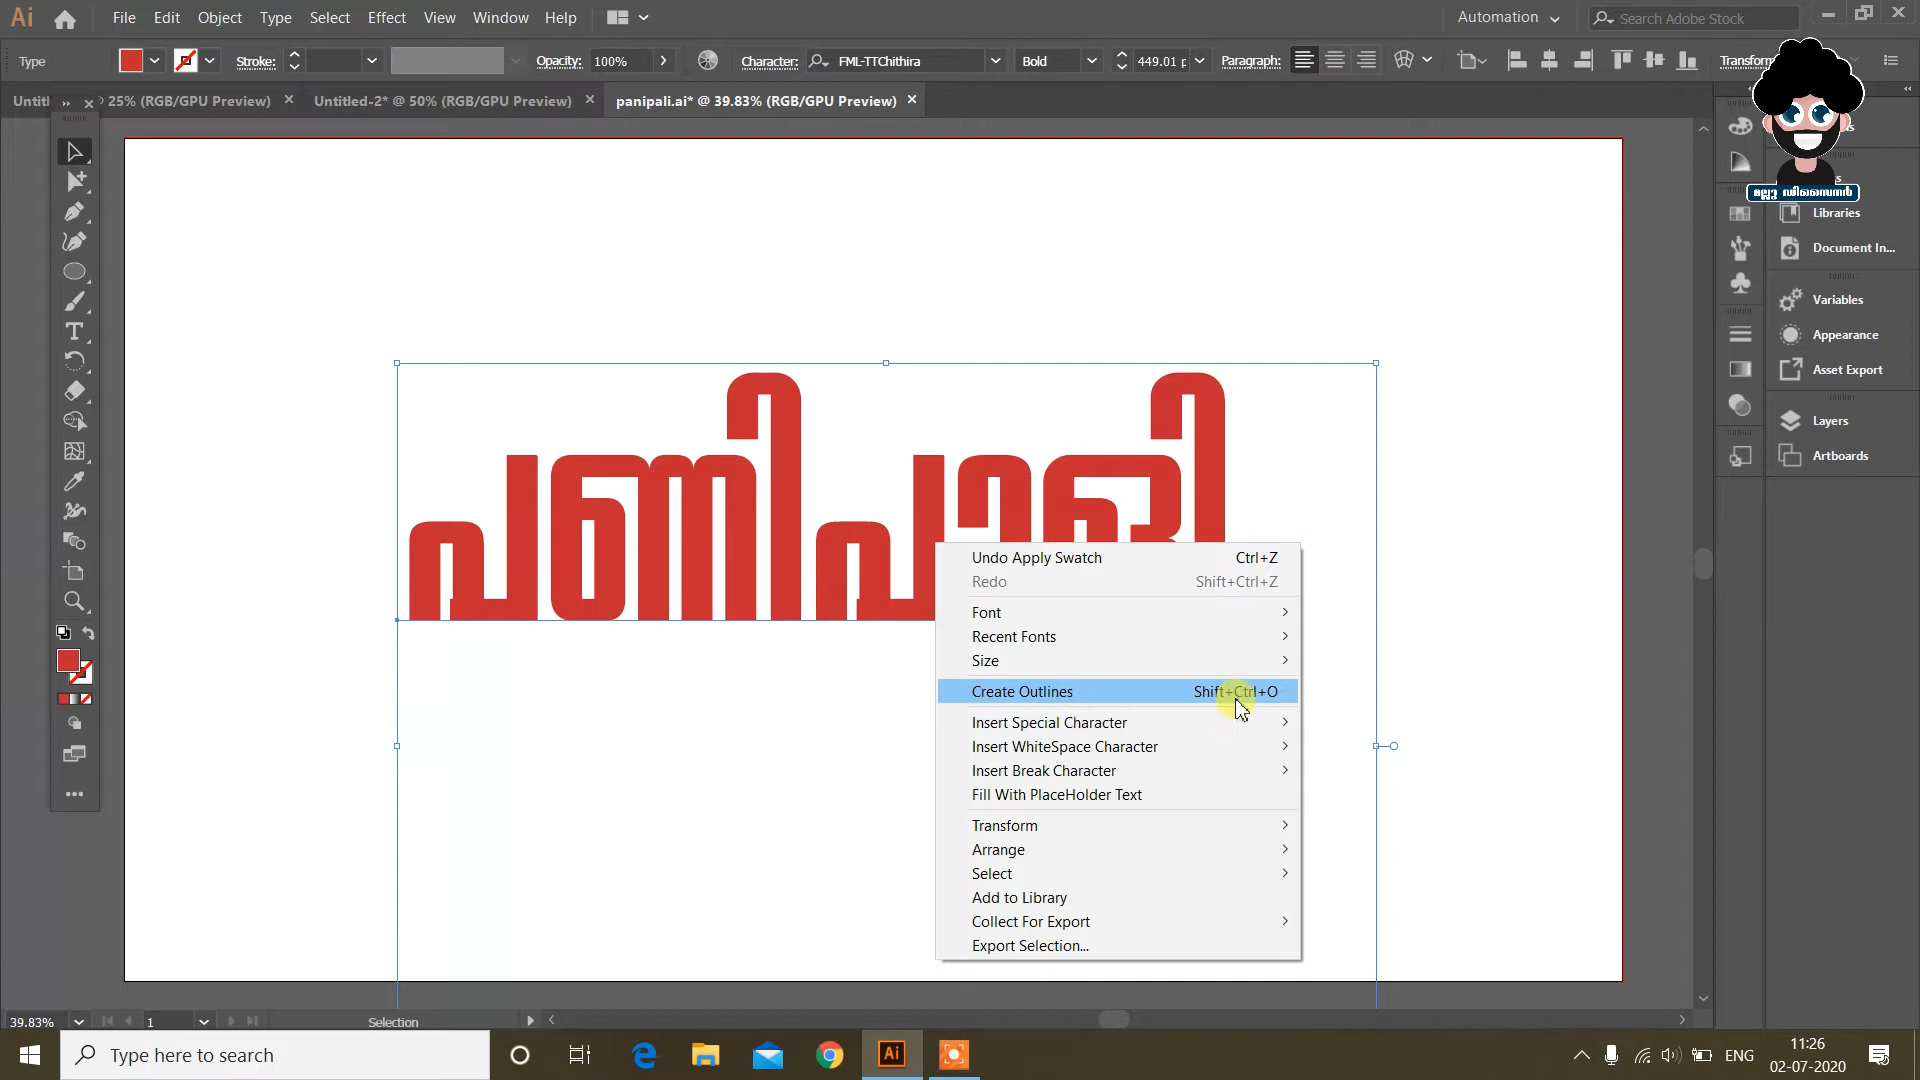 Ai File Edit Object Type Select Effect View Window Help Automation Search Adobe Stock
Type Stroke: Opacity: 100% Character: FML-TTChithira Bold 449.01 p Paragraph: Transform
Untitl 25% (RGB/GPU Preview) Untitled-2* @ 50% (RGB/GPU Preview) panipali.ai* @ 39.83% (RGB/GPU Preview)
മല്ലു ഡിസൈനർ
Libraries
Document In...
Variables
Appearance
Asset Export
Layers
Artboards
പണിപാളി
Undo Apply Swatch Ctrl+Z
Redo Shift+Ctrl+Z
Font
Recent Fonts
Size
Create Outlines Shift+Ctrl+O
Insert Special Character
Insert WhiteSpace Character
Insert Break Character
Fill With PlaceHolder Text
Transform
Arrange
Select
Add to Library
Collect For Export
Export Selection...
39.83% 1 Selection
Type here to search Ai ENG 11:26
02-07-2020